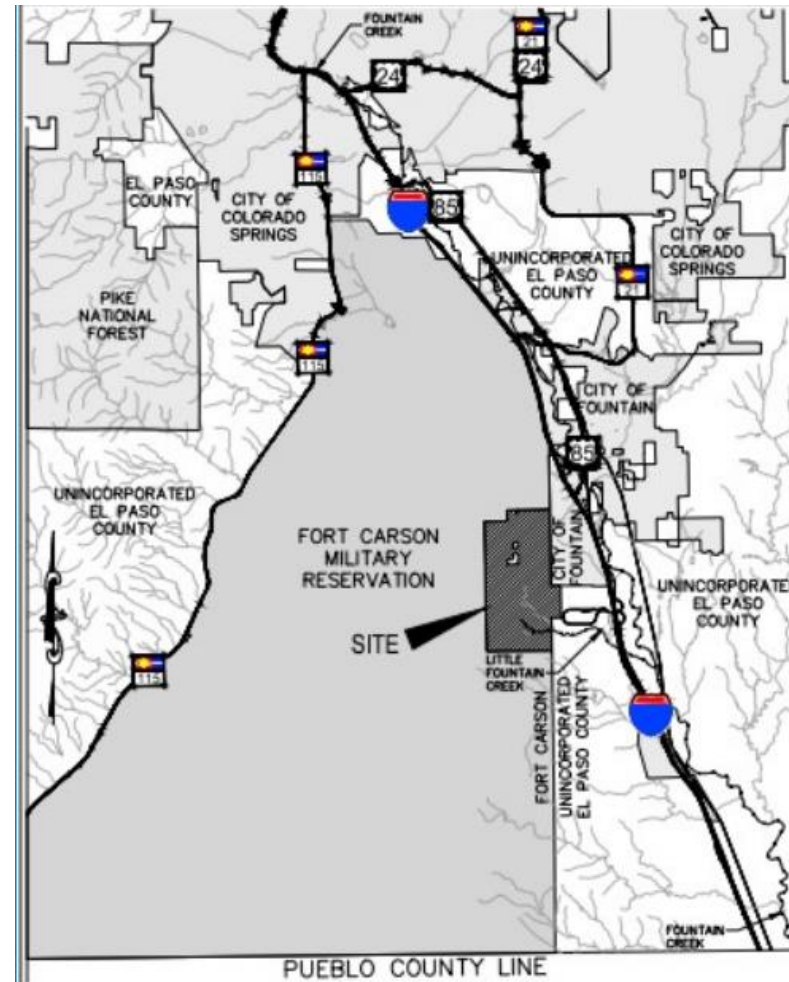 FOUNTAIN
CREEK
21
24
24
115
EL PASO
COUNTY
CITY OF
COLORADO
SPRINGS
85
UNINCORPORATED
EL PASO
COUNTY
CITY OF
COLORADO
SPRINGS
21
PIKE
NATIONAL
FOREST
115
CITY OF
FOUNTAIN
85
UNINCORPORATED
EL PASO
COUNTY
FORT CARSON
MILITARY
RESERVATION
CITY OF
FOUNTAIN
UNINCORPORATED
EL PASO
COUNTY
SITE
LITTLE
FOUNTAIN
CREEK
115
FORT CARSON
UNINCORPORATED
EL PASO COUNTY
FOUNTAIN
CREEK
PUEBLO COUNTY LINE